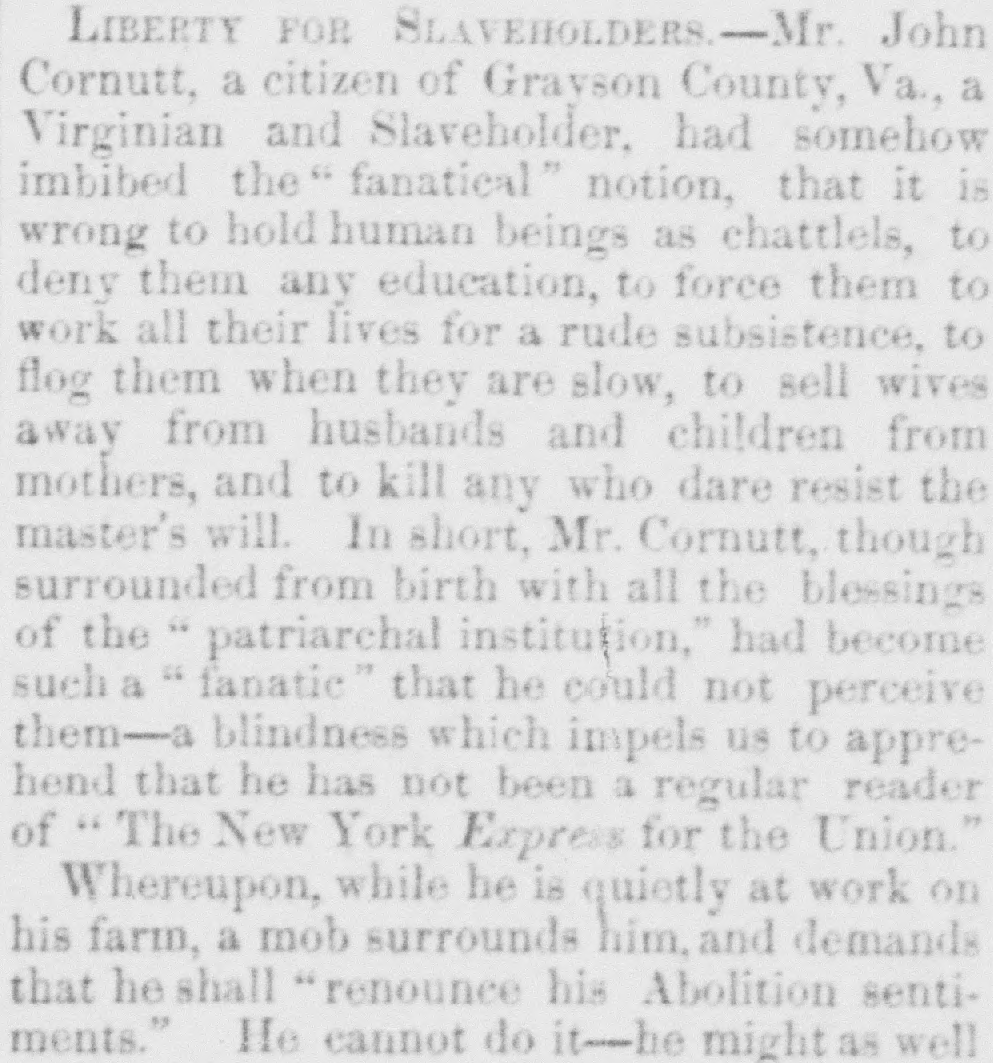 LIBERTY FOR SLAVEHOLDERS.—Mr. John
Cornutt, a citizen of Grayson County, Va., a
Virginian and Slaveholder, had somehow
imbibed the “ fanatical ” notion, that it is
wrong to hold human beings as chattlels, to
deny them any education, to force them to
work all their lives for a rude subsistence, to
flog them when they are slow, to sell wives
away from husbands and children from
mothers, and to kill any who dare resist the
master's will. In short, Mr. Cornutt, though
surrounded from birth with all the blessings
of the “ patriarchal institution,” had become
such a “ fanatic ” that he could not perceive
them—a blindness which impels us to appre-
hend that he has not been a regular reader
of “ The New York Express for the Union.”
Whereupon, while he is quietly at work on
his farm, a mob surrounds him, and demands
that he shall “renounce his Abolition senti-
ments.” He cannot do it—he might as well